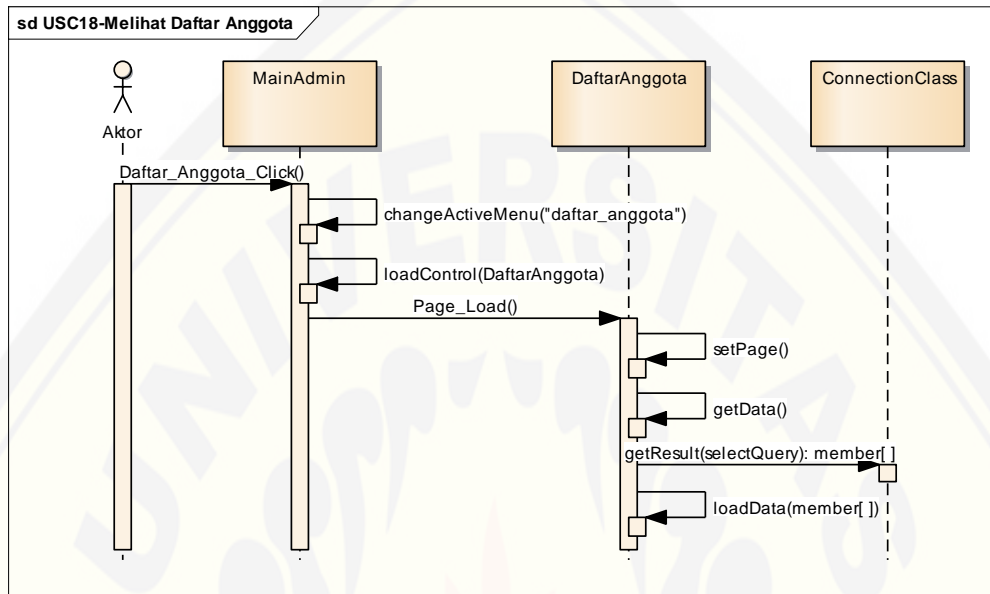 sd USC18-Melihat Daftar Anggota
MainAdmin
DaftarAnggota
ConnectionClass
Aktor
Daftar_Anggota_Click()
changeActiveMenu("daftar_anggota")
loadControl(DaftarAnggota)
Page_Load()
setPage()
getData()
getResult(selectQuery): member[ ]
loadData(member[ ])
UNIVERSITAS